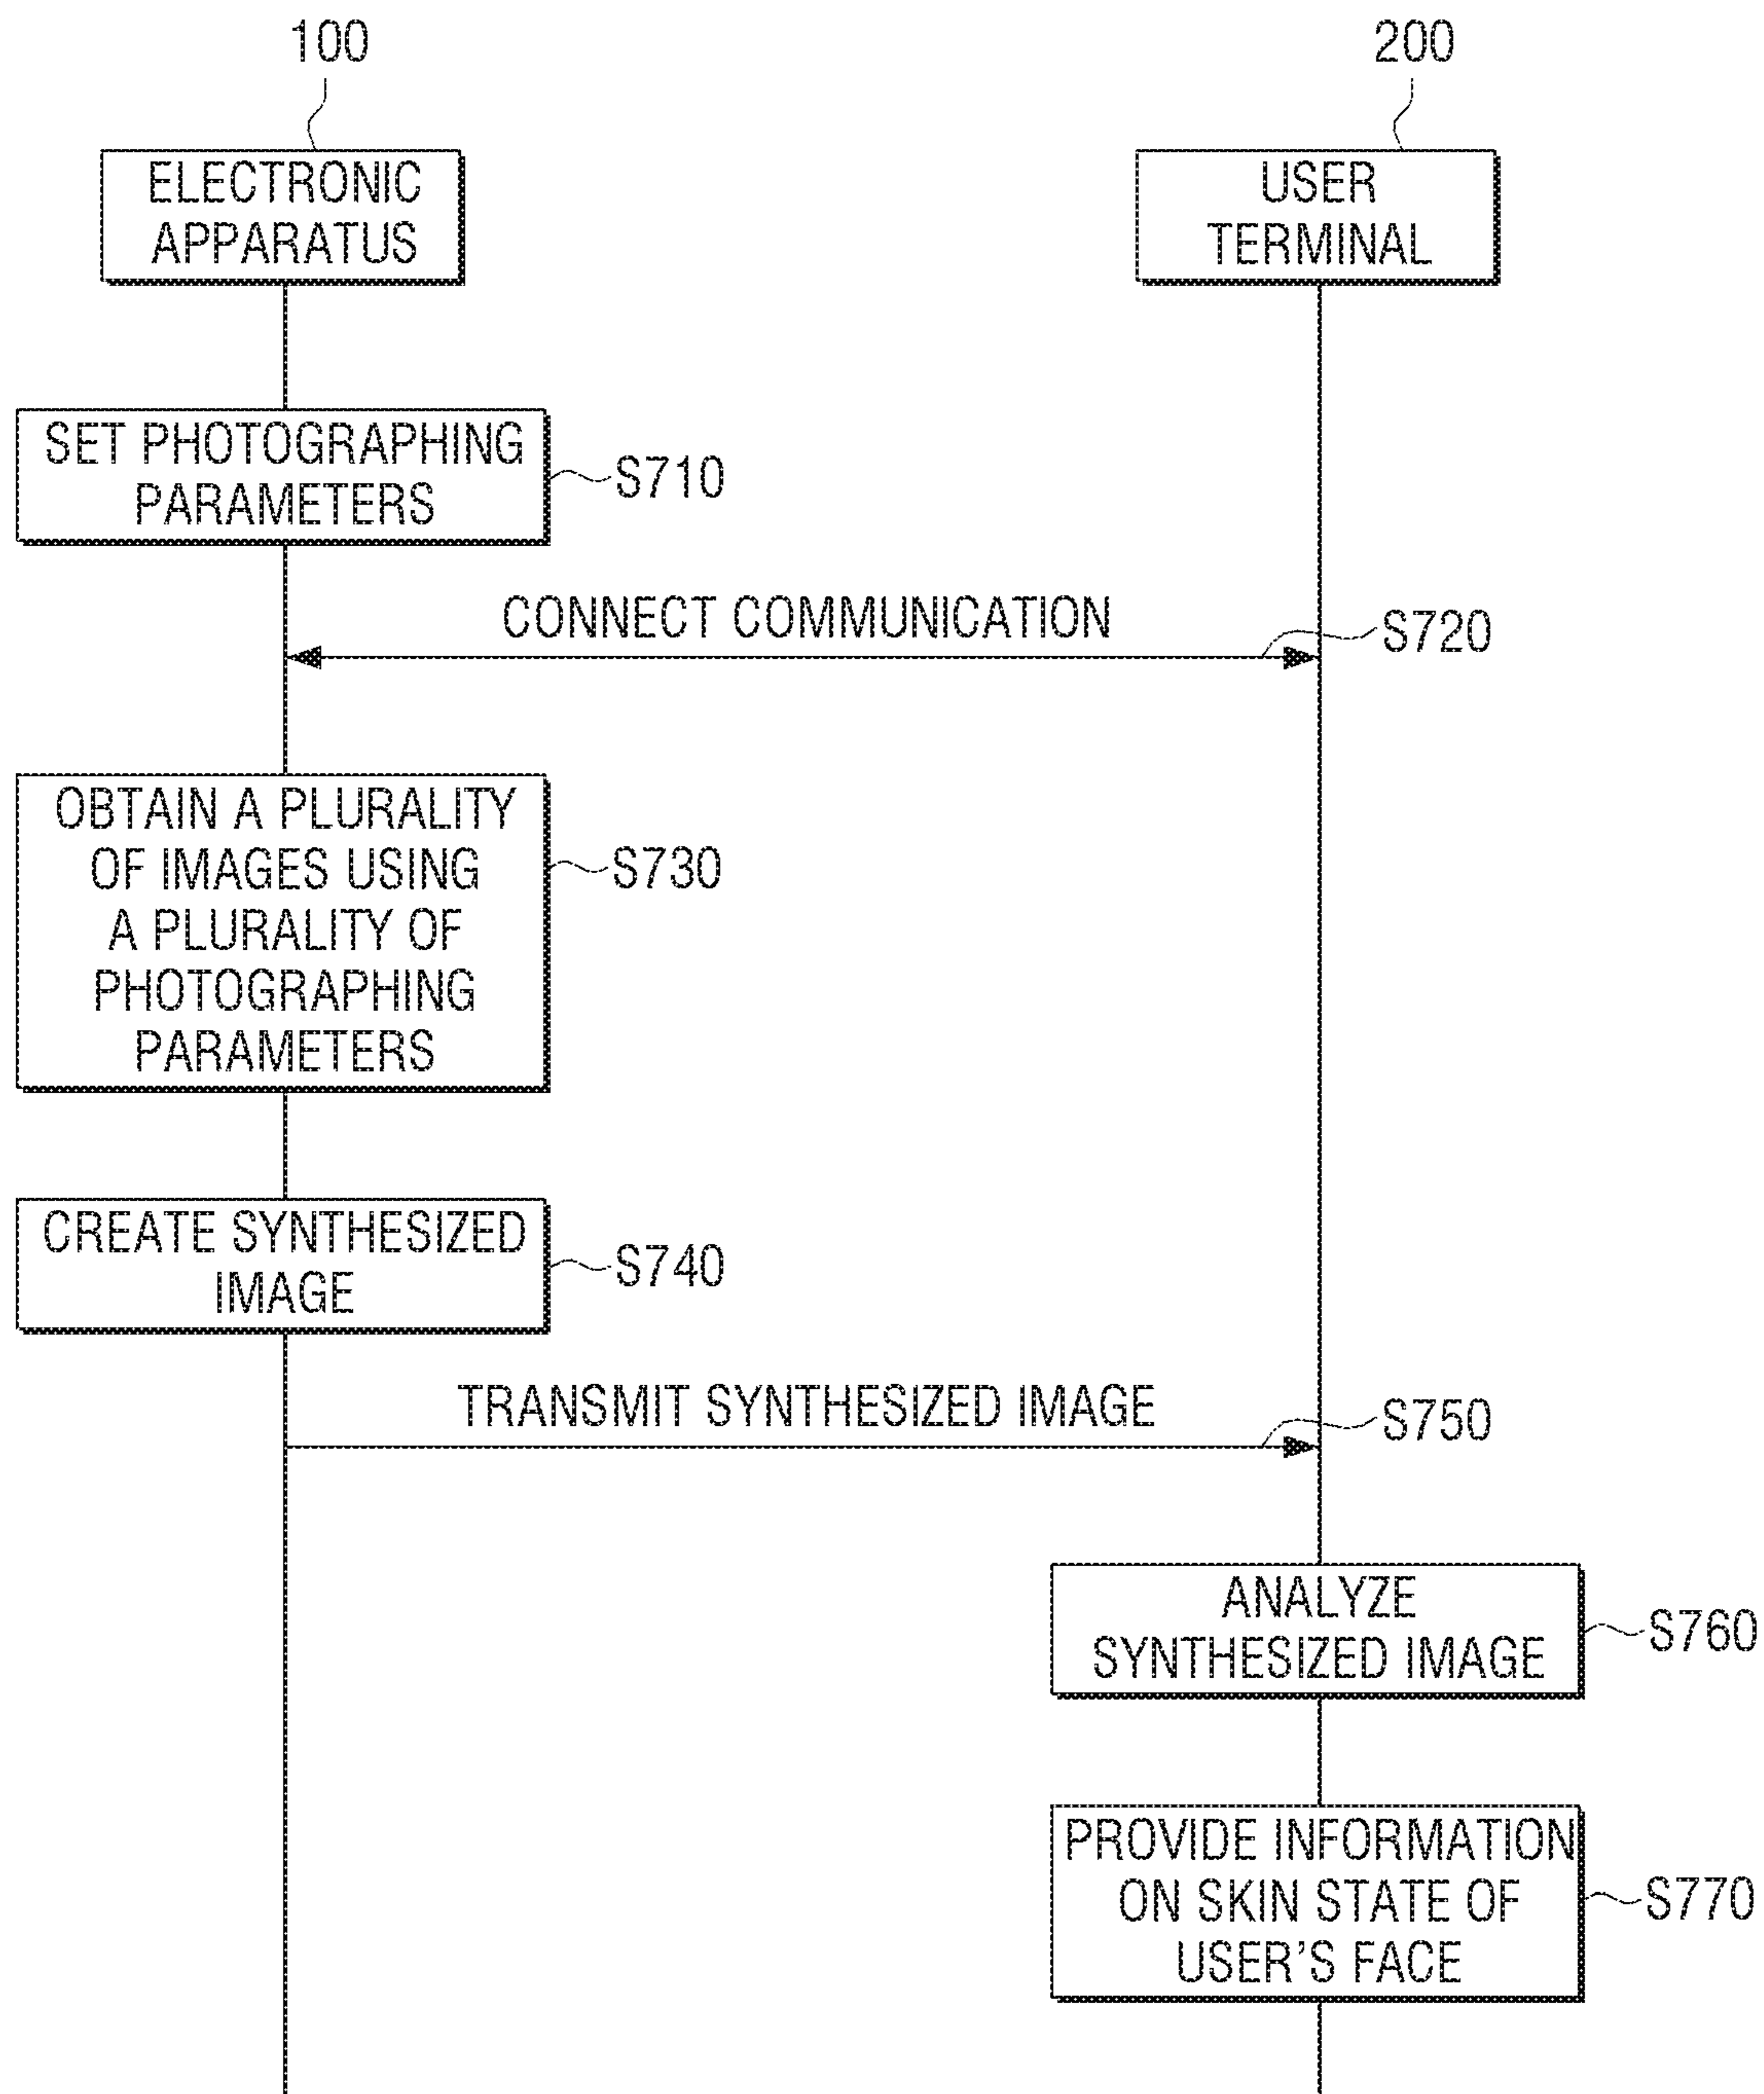 100
200
ELECTRONIC
APPARATUS
USER
TERMINAL
SET PHOTOGRAPHING
PARAMETERS
S710
CONNECT COMMUNICATION
S720
OBTAIN A PLURALITY
OF IMAGES USING
A PLURALITY OF
PHOTOGRAPHING
PARAMETERS
S730
CREATE SYNTHESIZED
IMAGE
S740
TRANSMIT SYNTHESIZED IMAGE
S750
ANALYZE
SYNTHESIZED IMAGE
S760
PROVIDE INFORMATION
ON SKIN STATE OF
USER'S FACE
S770